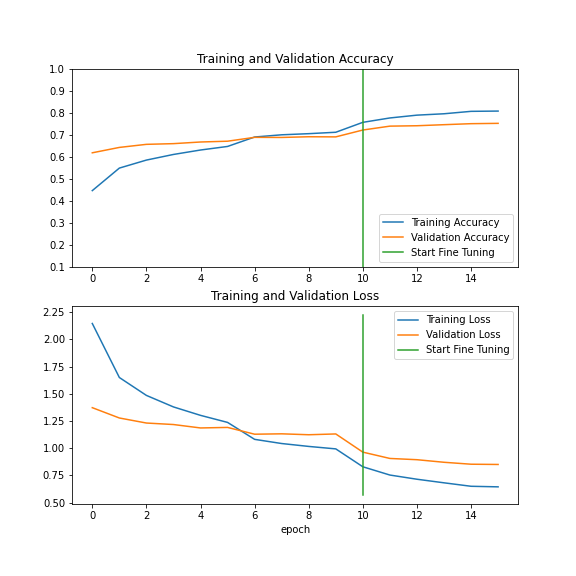 Training and Validation Accuracy
1.0
0.9
0.8
0.7
0.6
0.5
0.4
0.3
0.2
0.1
Training Accuracy
Validation Accuracy
Start Fine Tuning
0 2 4 6 8 10 12 14
Training and Validation Loss
2.25
2.00
1.75
1.50
1.25
1.00
0.75
0.50
Training Loss
Validation Loss
Start Fine Tuning
0 2 4 6 8 10 12 14
epoch